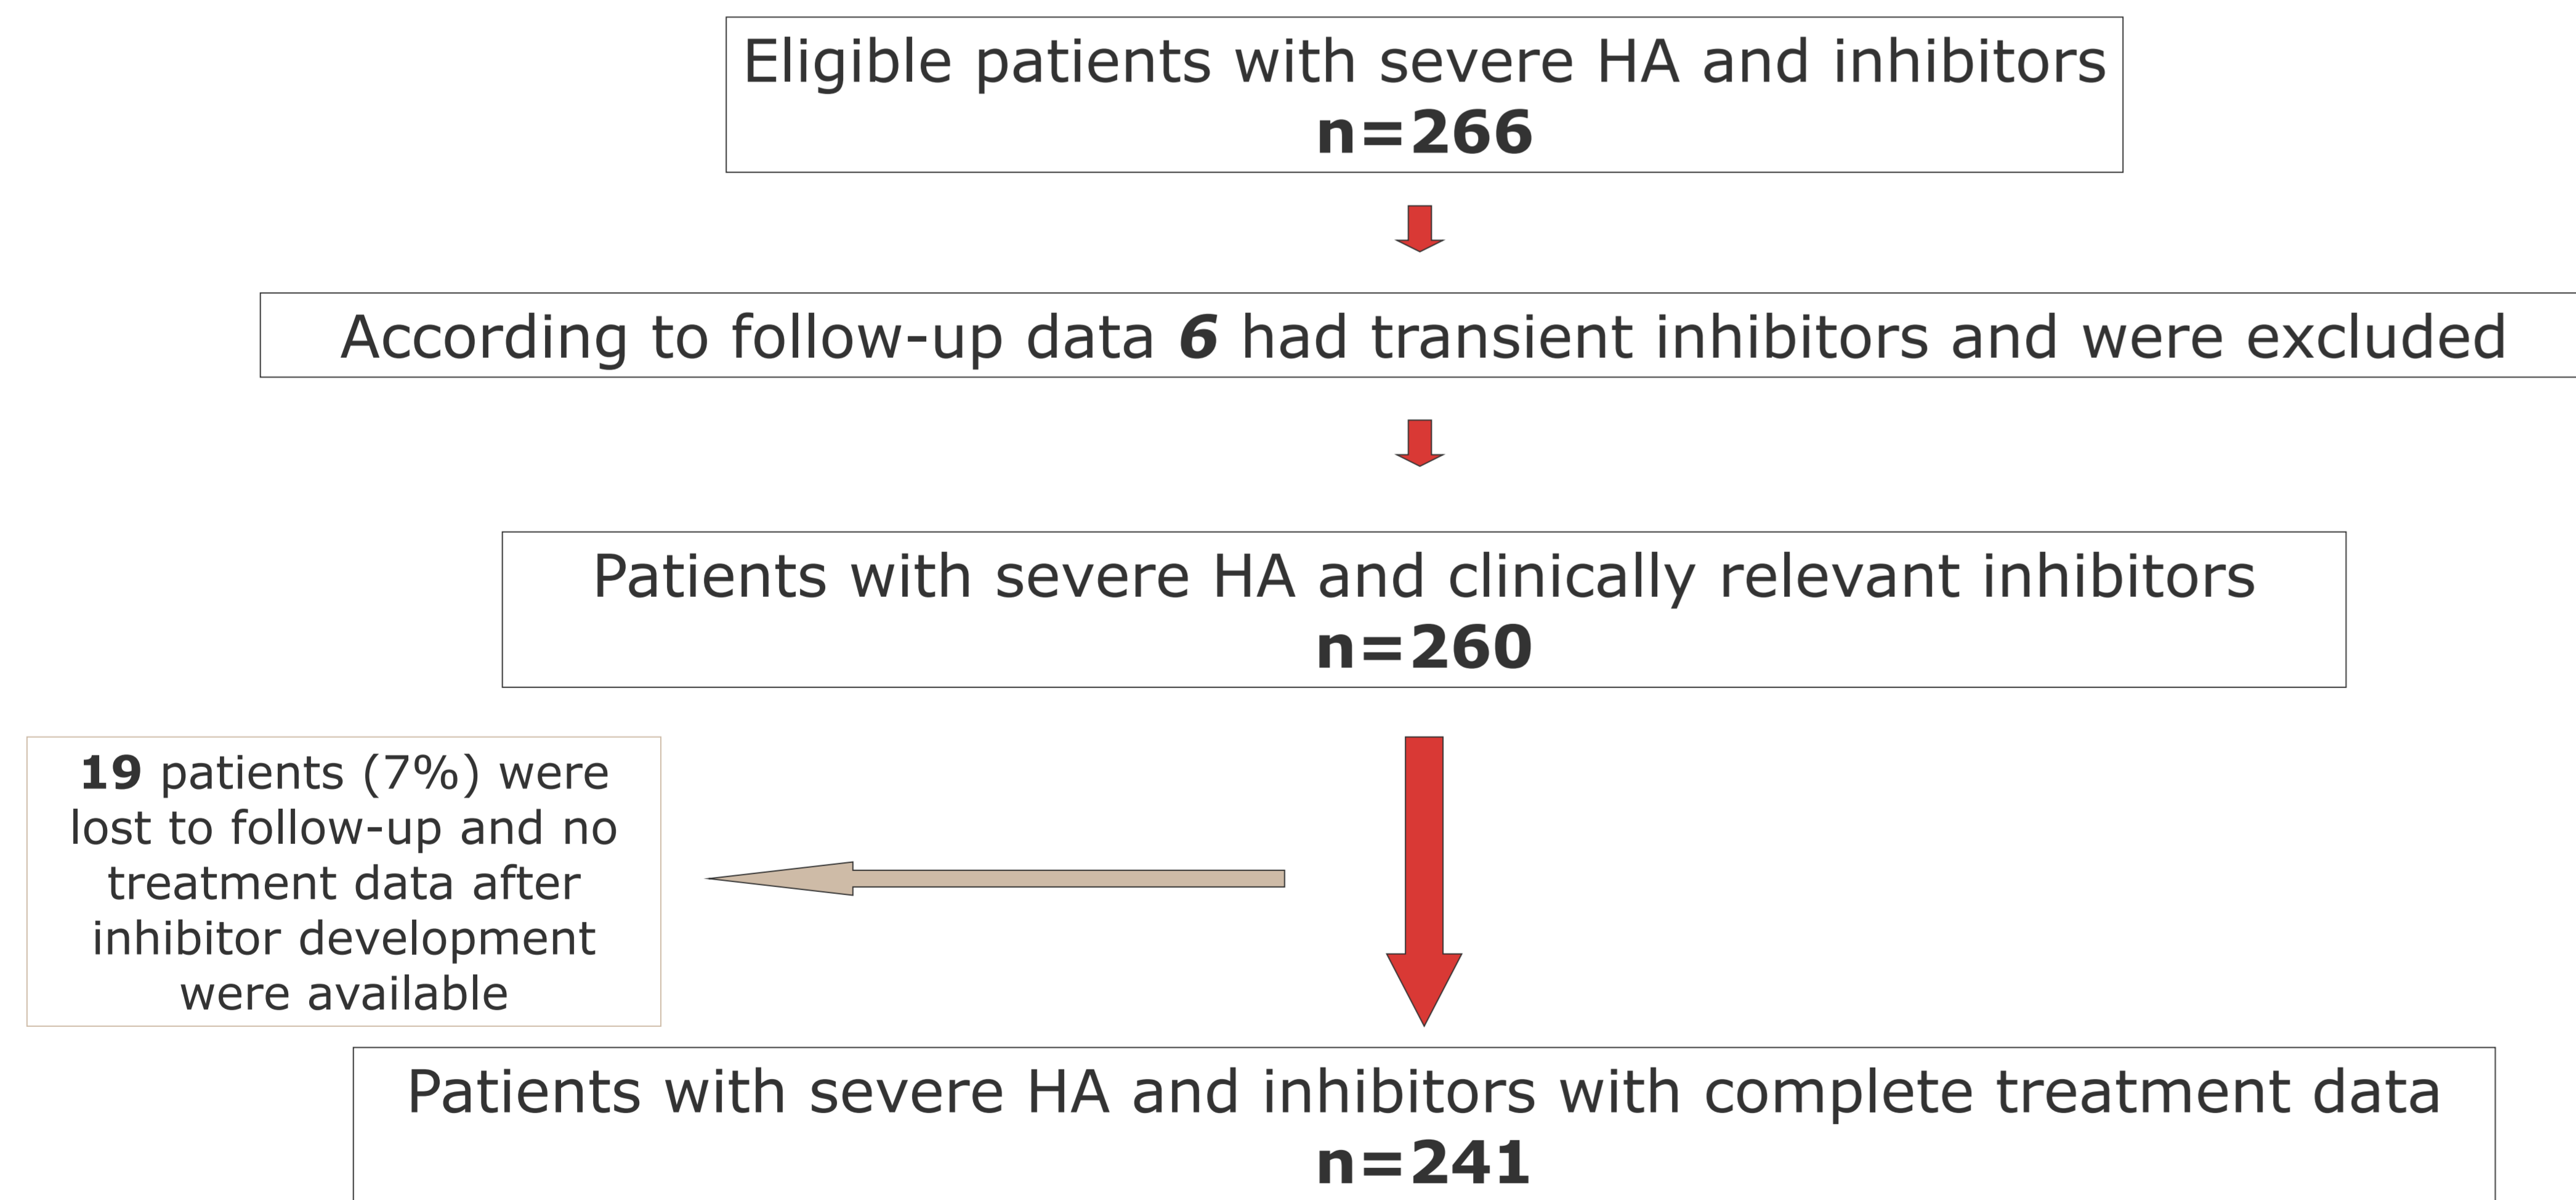 Eligible patients with severe HA and inhibitors
n=266
According to follow-up data 6 had transient inhibitors and were excluded
Patients with severe HA and clinically relevant inhibitors
n=260
19 patients (7%) were
lost to follow-up and no
treatment data after
inhibitor development
were available
Patients with severe HA and inhibitors with complete treatment data
n=241